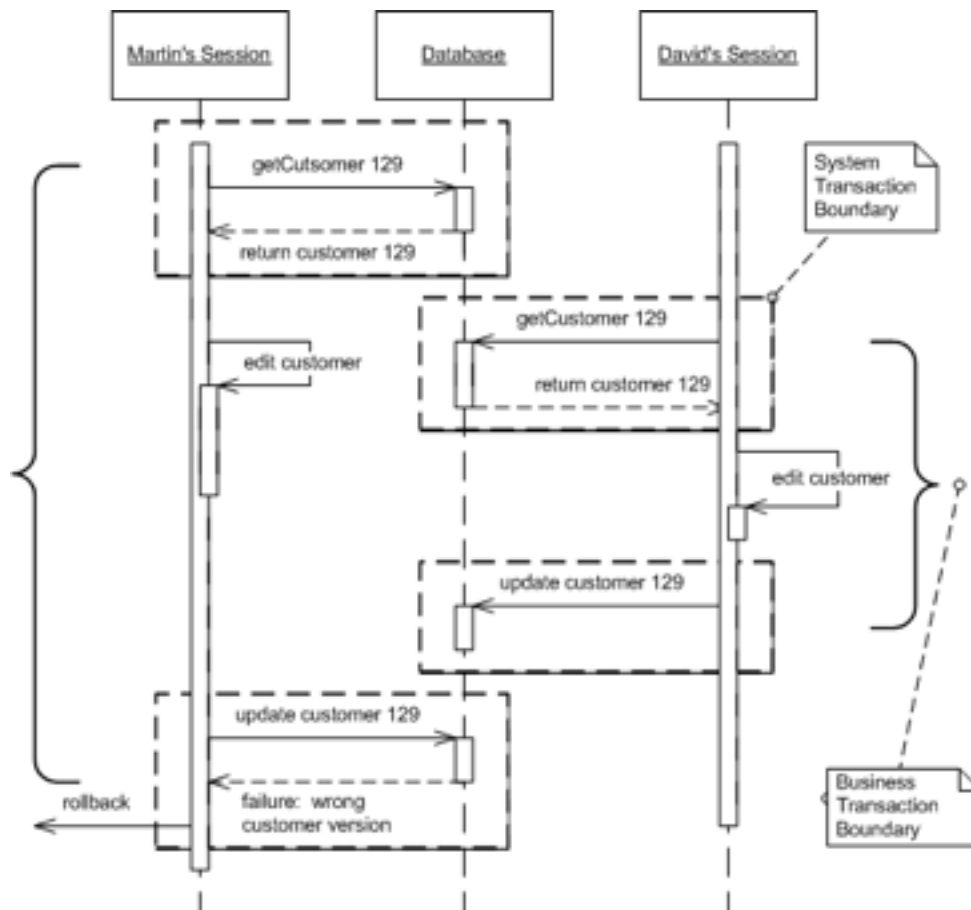 Martin's Session
Database
David's Session
getCutsomer 129
return customer 129
System
Transaction
Boundary
getCustomer 129
edit customer
return customer 129
edit customer
update customer 129
update customer 129
rollback
failure: wrong
customer version
Business
Transaction
Boundary